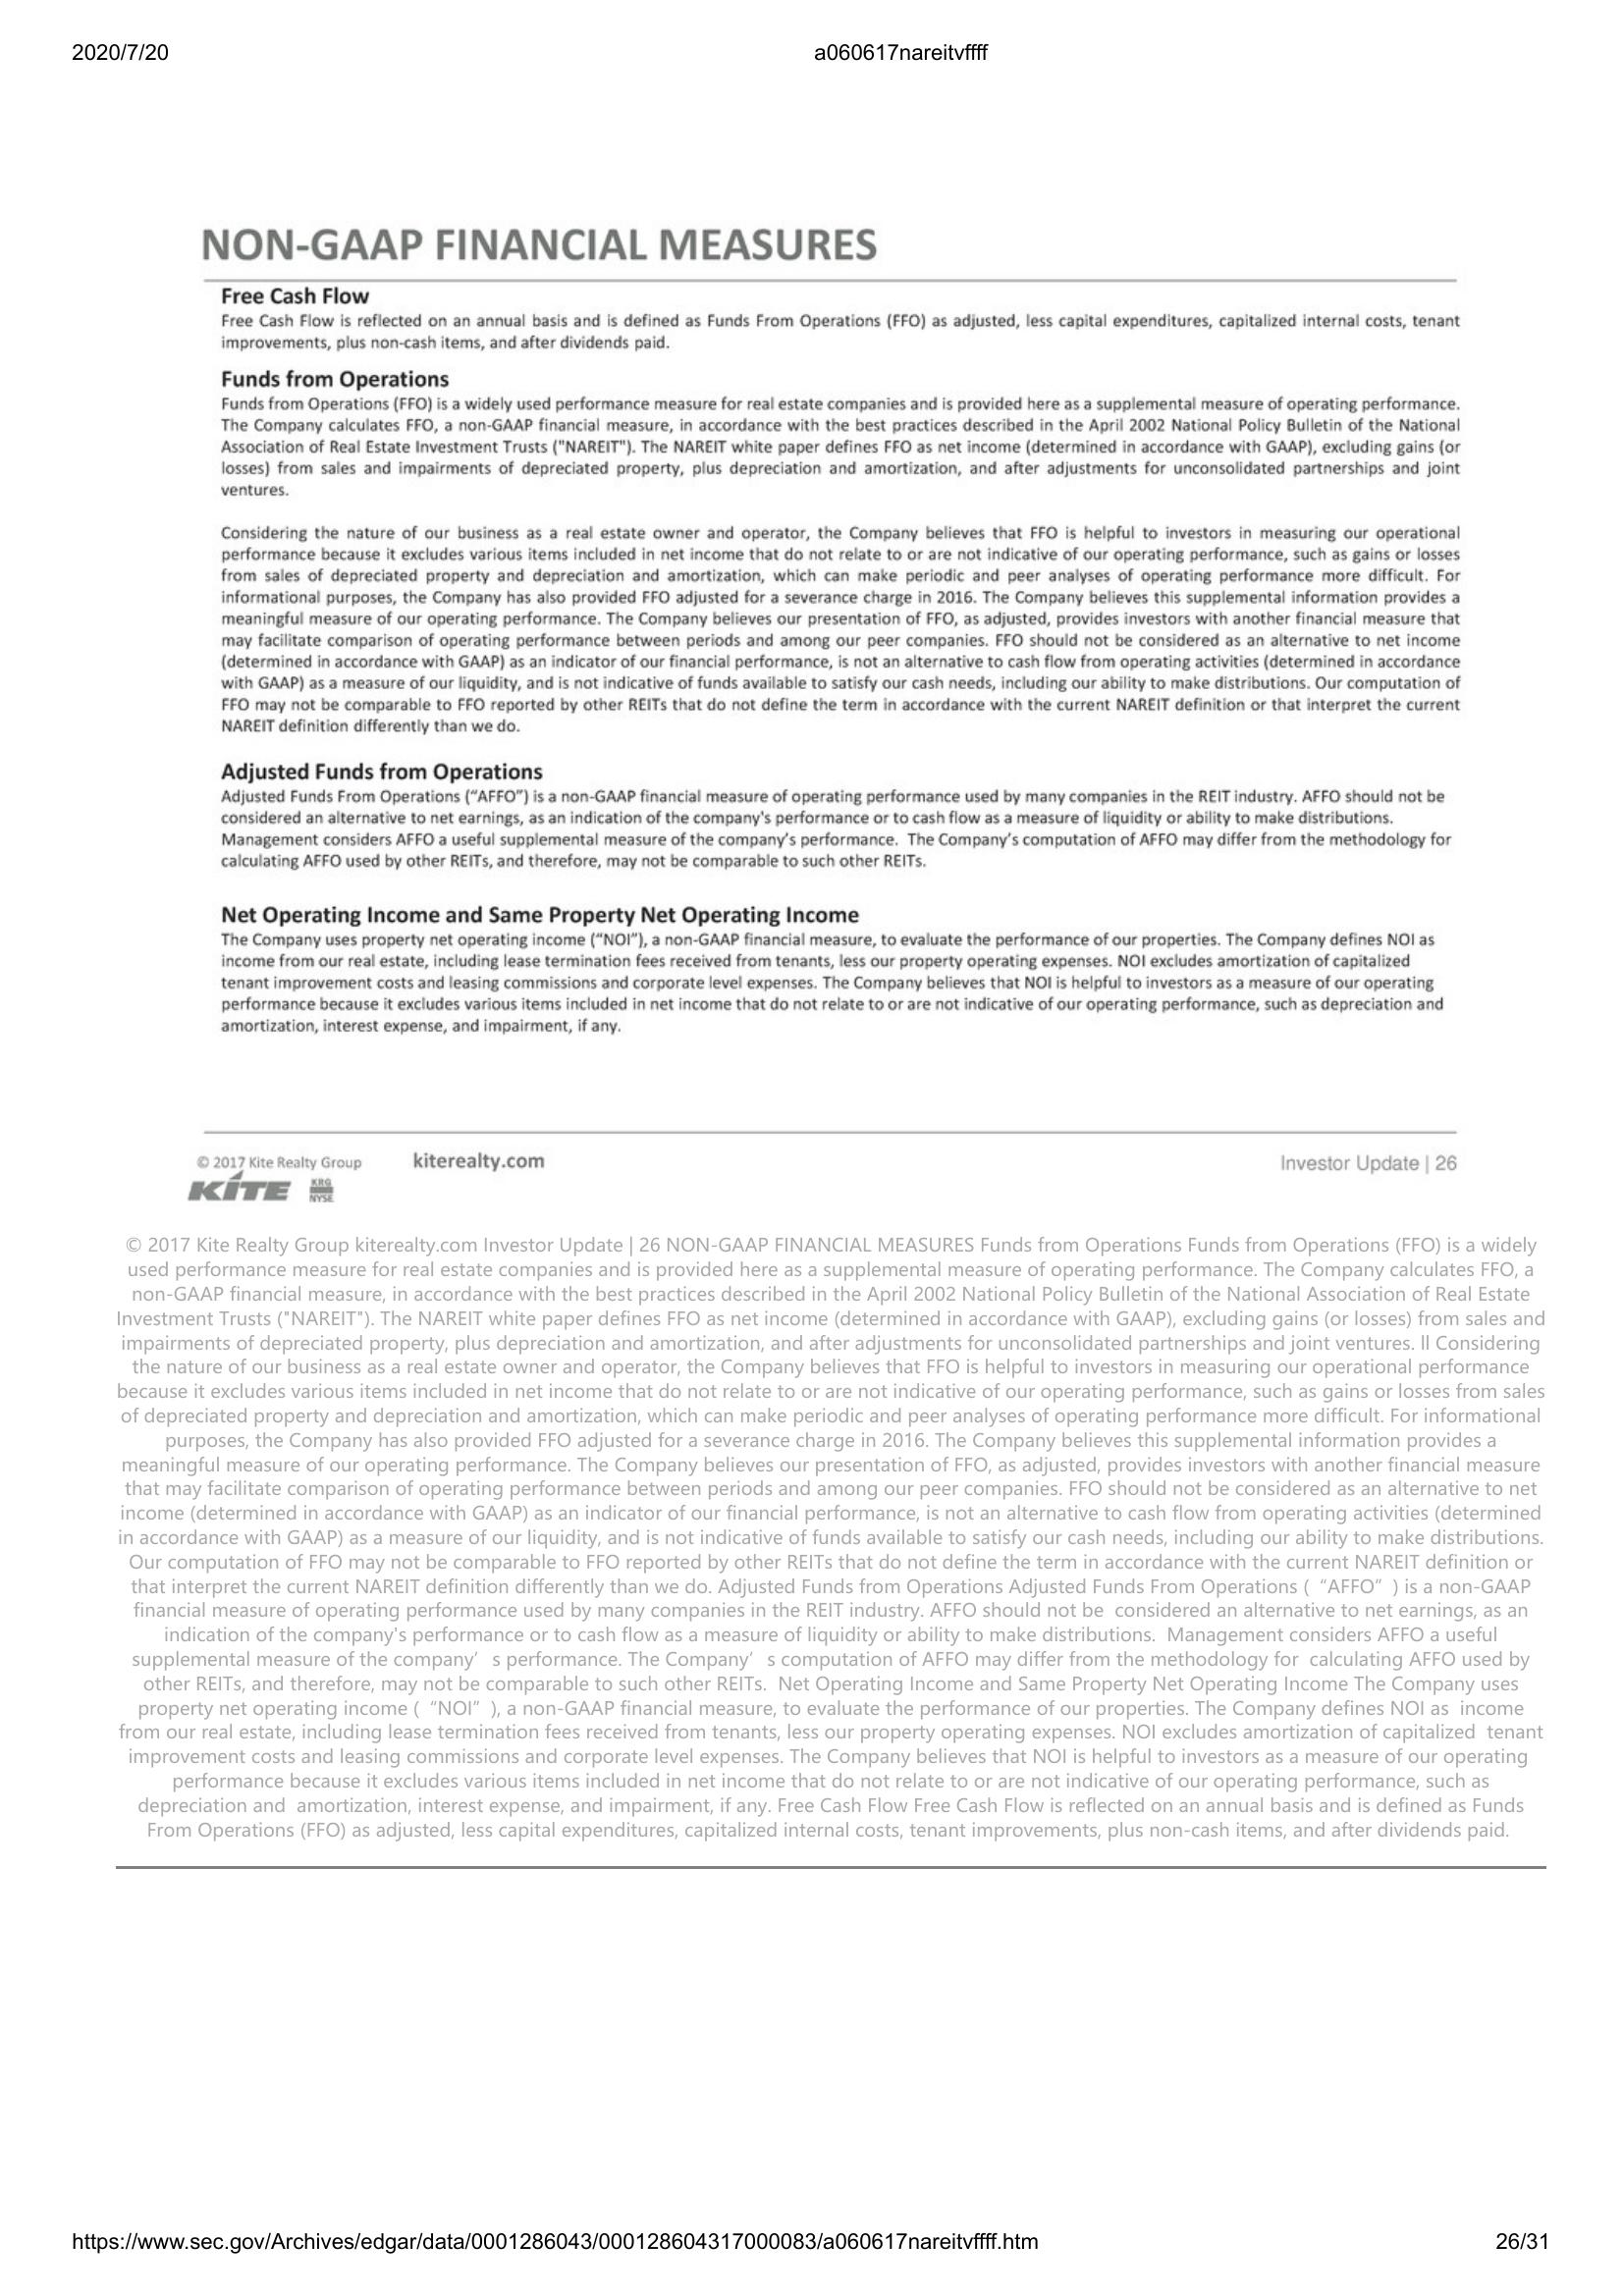 2020/7/20
a060617nareitvffff
NON-GAAP FINANCIAL MEASURES
Free Cash Flow
Free Cash Flow is reflected on an annual basis and is defined as Funds From Operations (FFO) as adjusted, less capital expenditures, capitalized internal costs, tenant
improvements, plus non-cash items, and after dividends paid.
Funds from Operations
Funds from Operations (FFO) is a widely used performance measure for real estate companies and is provided here as a supplemental measure of operating performance.
The Company calculates FFO, a non-GAAP financial measure, in accordance with the best practices described in the April 2002 National Policy Bulletin of the National
Association of Real Estate Investment Trusts ("NAREIT"). The NAREIT white paper defines FFO as net income (determined in accordance with GAAP), excluding gains (or
losses) from sales and impairments of depreciated property, plus depreciation and amortization, and after adjustments for unconsolidated partnerships and joint
ventures.
Considering the nature of our business as a real estate owner and operator, the Company believes that FFO is helpful to investors in measuring our operational
performance because it excludes various items included in net income that do not relate to or are not indicative of our operating performance, such as gains or losses
from sales of depreciated property and depreciation and amortization, which can make periodic and peer analyses of operating performance more difficult. For
informational purposes, the Company has also provided FFO adjusted for a severance charge in 2016. The Company believes this supplemental information provides a
meaningful measure of our operating performance. The Company believes our presentation of FFO, as adjusted, provides investors with another financial measure that
may facilitate comparison of operating performance between periods and among our peer companies. FFO should not be considered as an alternative to net income
(determined in accordance with GAAP) as an indicator of our financial performance, is not an alternative to cash flow from operating activities (determined in accordance
with GAAP) as a measure of our liquidity, and is not indicative of funds available to satisfy our cash needs, including our ability to make distributions. Our computation of
FFO may not be comparable to FFO reported by other REITs that do not define the term in accordance with the current NAREIT definition or that interpret the current
NAREIT definition differently than we do.
Adjusted Funds from Operations
Adjusted Funds From Operations (“AFFO”) is a non-GAAP financial measure of operating performance used by many companies in the REIT industry. AFFO should not be
considered an alternative to net earnings, as an indication of the company's performance or to cash flow as a measure of liquidity or ability to make distributions.
Management considers AFFO a useful supplemental measure of the company’s performance. The Company’s computation of AFFO may differ from the methodology for
calculating AFFO used by other REITs, and therefore, may not be comparable to such other REITs.
Net Operating Income and Same Property Net Operating Income
The Company uses property net operating income (“NOI”), a non-GAAP financial measure, to evaluate the performance of our properties. The Company defines NOI as
income from our real estate, including lease termination fees received from tenants, less our property operating expenses. NOI excludes amortization of capitalized
tenant improvement costs and leasing commissions and corporate level expenses. The Company believes that NOI is helpful to investors as a measure of our operating
performance because it excludes various items included in net income that do not relate to or are not indicative of our operating performance, such as depreciation and
amortization, interest expense, and impairment, if any.
© 2017 Kite Realty Group
kiterealty.com
Investor Update | 26
KITE
KRG
NYSE
© 2017 Kite Realty Group kiterealty.com Investor Update | 26 NON-GAAP FINANCIAL MEASURES Funds from Operations Funds from Operations (FFO) is a widely
used performance measure for real estate companies and is provided here as a supplemental measure of operating performance. The Company calculates FFO, a
non-GAAP financial measure, in accordance with the best practices described in the April 2002 National Policy Bulletin of the National Association of Real Estate
Investment Trusts ("NAREIT"). The NAREIT white paper defines FFO as net income (determined in accordance with GAAP), excluding gains (or losses) from sales and
impairments of depreciated property, plus depreciation and amortization, and after adjustments for unconsolidated partnerships and joint ventures. ll Considering
the nature of our business as a real estate owner and operator, the Company believes that FFO is helpful to investors in measuring our operational performance
because it excludes various items included in net income that do not relate to or are not indicative of our operating performance, such as gains or losses from sales
of depreciated property and depreciation and amortization, which can make periodic and peer analyses of operating performance more difficult. For informational
purposes, the Company has also provided FFO adjusted for a severance charge in 2016. The Company believes this supplemental information provides a
meaningful measure of our operating performance. The Company believes our presentation of FFO, as adjusted, provides investors with another financial measure
that may facilitate comparison of operating performance between periods and among our peer companies. FFO should not be considered as an alternative to net
income (determined in accordance with GAAP) as an indicator of our financial performance, is not an alternative to cash flow from operating activities (determined
in accordance with GAAP) as a measure of our liquidity, and is not indicative of funds available to satisfy our cash needs, including our ability to make distributions.
Our computation of FFO may not be comparable to FFO reported by other REITs that do not define the term in accordance with the current NAREIT definition or
that interpret the current NAREIT definition differently than we do. Adjusted Funds from Operations Adjusted Funds From Operations (“AFFO”) is a non-GAAP
financial measure of operating performance used by many companies in the REIT industry. AFFO should not be considered an alternative to net earnings, as an
indication of the company's performance or to cash flow as a measure of liquidity or ability to make distributions. Management considers AFFO a useful
supplemental measure of the company’s performance. The Company’s computation of AFFO may differ from the methodology for calculating AFFO used by
other REITs, and therefore, may not be comparable to such other REITs. Net Operating Income and Same Property Net Operating Income The Company uses
property net operating income (“NOI”), a non-GAAP financial measure, to evaluate the performance of our properties. The Company defines NOI as income
from our real estate, including lease termination fees received from tenants, less our property operating expenses. NOI excludes amortization of capitalized tenant
improvement costs and leasing commissions and corporate level expenses. The Company believes that NOI is helpful to investors as a measure of our operating
performance because it excludes various items included in net income that do not relate to or are not indicative of our operating performance, such as
depreciation and amortization, interest expense, and impairment, if any. Free Cash Flow Free Cash Flow is reflected on an annual basis and is defined as Funds
From Operations (FFO) as adjusted, less capital expenditures, capitalized internal costs, tenant improvements, plus non-cash items, and after dividends paid.
https://www.sec.gov/Archives/edgar/data/0001286043/000128604317000083/a060617nareitvffff.htm
26/31